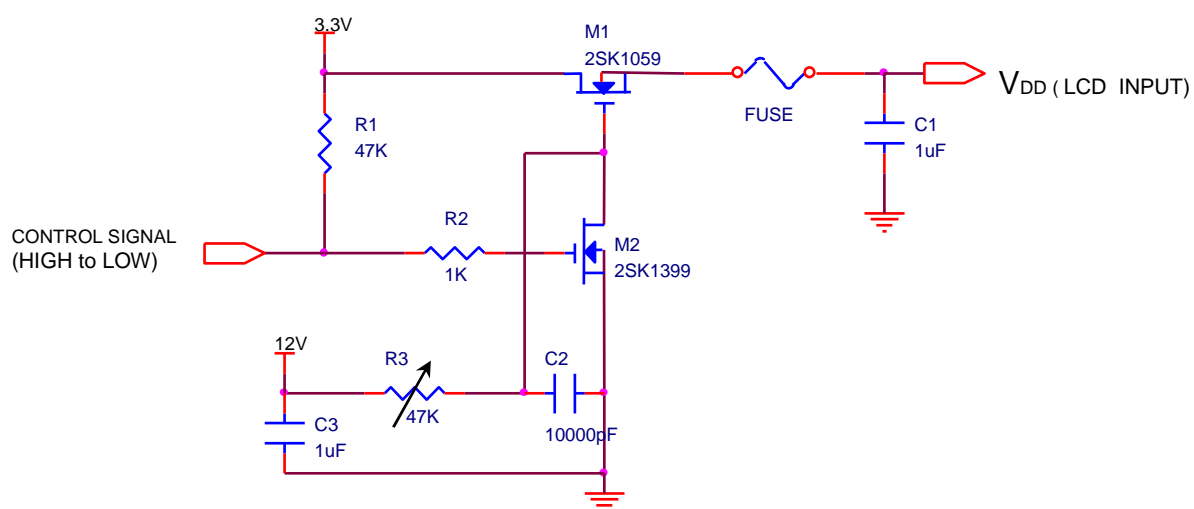 3.3V
M1
2SK1059
FUSE
VDD ( LCD INPUT)
R1
47K
C1
1uF
CONTROL SIGNAL
(HIGH to LOW)
R2
1K
M2
2SK1399
12V
R3
47K
C2
10000pF
C3
1uF